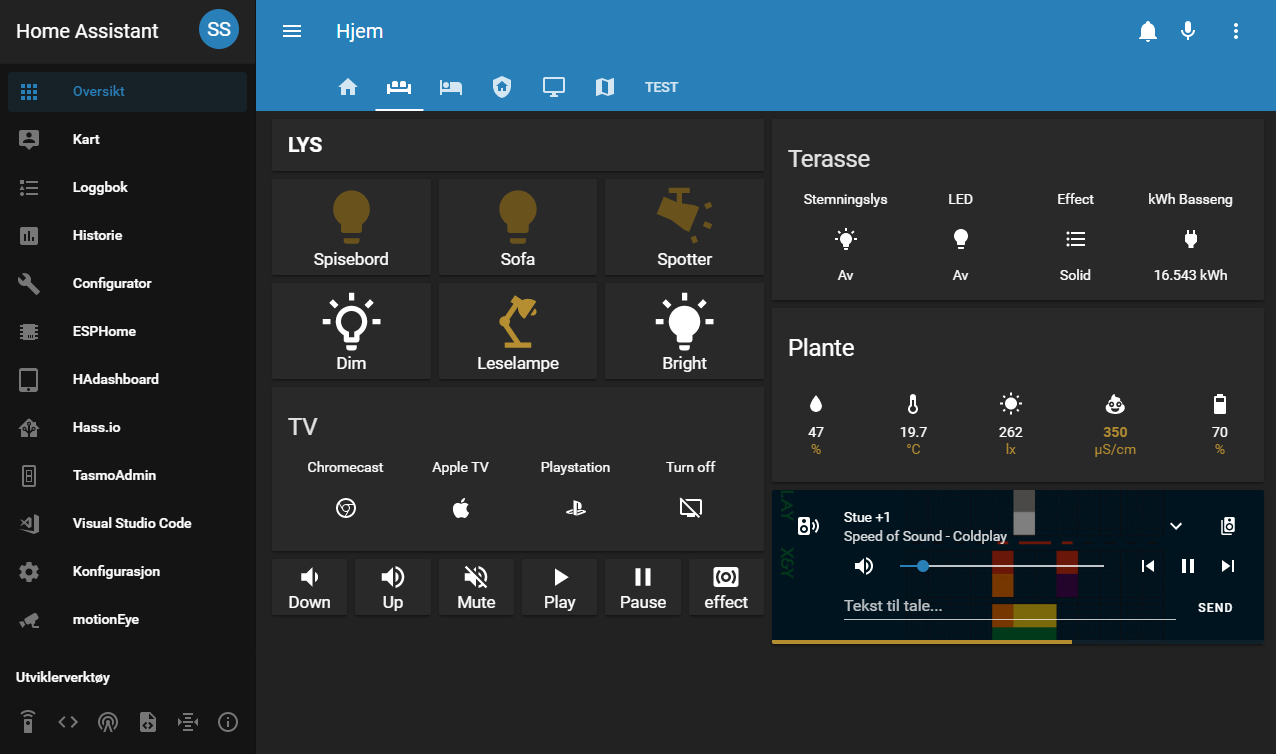 Home Assistant
SS
Oversikt
Kart
Loggbok
Historie
Configurator
ESPHome
HAdashboard
Hass.io
TasmoAdmin
Visual Studio Code
Konfigurasjon
motionEye
Utviklerverktøy
Hjem
TEST
LYS
Spisebord
Sofa
Spotter
Dim
Leselampe
Bright
TV
Chromecast
Apple TV
Playstation
Turn off
Down
Up
Mute
Play
Pause
effect
Terasse
Stemningslys
LED
Effect
kWh Basseng
Av
Av
Solid
16.543 kWh
Plante
47
19.7
262
350
70
%
°C
lx
µS/cm
%
LAY
X&Y
Stue +1
Speed of Sound - Coldplay
Tekst til tale...
SEND